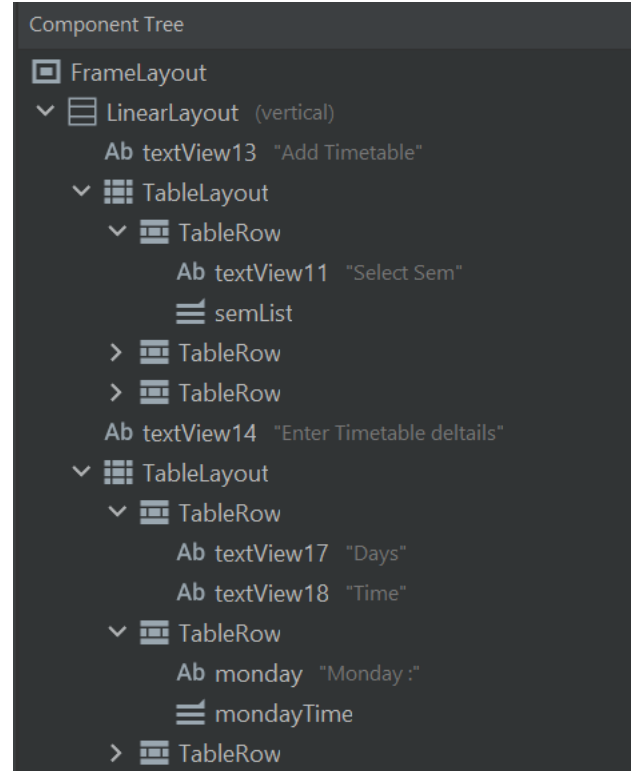 Component Tree
FrameLayout
LinearLayout (vertical)
Ab textView13 "Add Timetable"
TableLayout
TableRow
Ab textView11 "Select Sem"
semList
TableRow
TableRow
Ab textView14 "Enter Timetable deltails"
TableLayout
TableRow
Ab textView17 "Days"
Ab textView18 "Time"
TableRow
Ab monday "Monday :"
mondayTime
TableRow